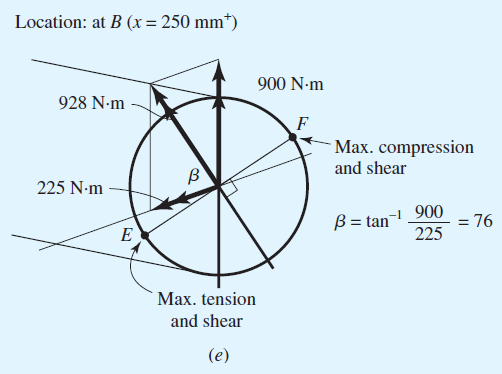 Location: at B (x = 250 mm⁺)
900 N·m
928 N·m
F
Max. compression
and shear
β
225 N·m
β = tan⁻¹ 900/225 = 76
E
Max. tension
and shear
(e)